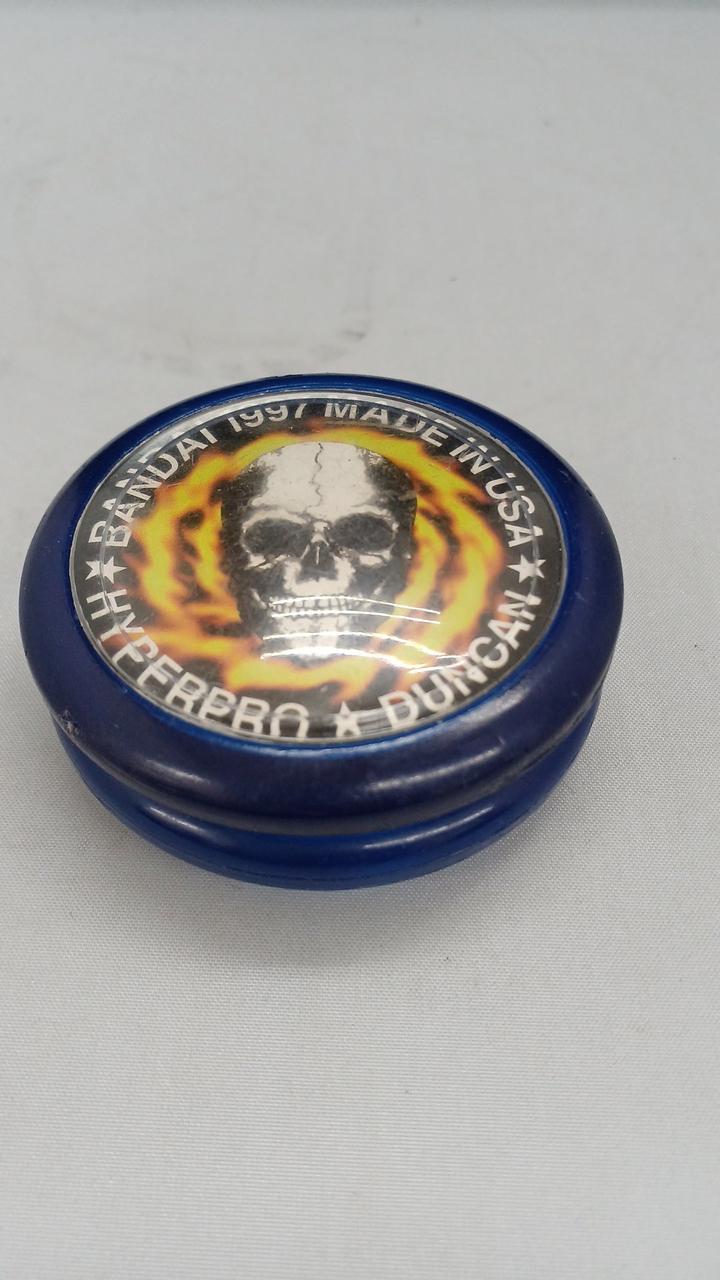 ★ BANDAI 1997 MADE IN USA ★
HYPERPRO ★ DUNCAN